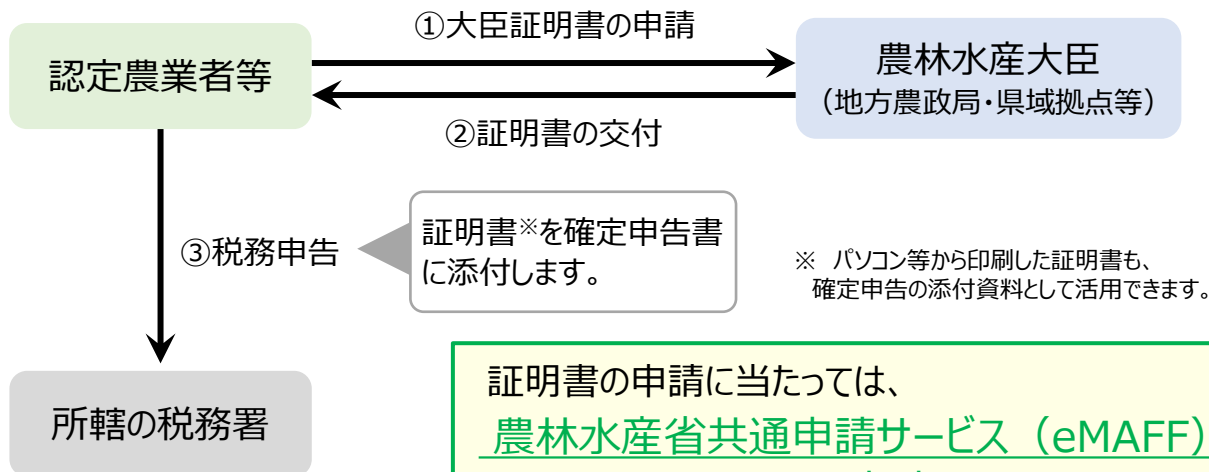 ①大臣証明書の申請
認定農業者等
農林水産大臣
（地方農政局・県域拠点等）
②証明書の交付
③税務申告
証明書※を確定申告書
に添付します。
※　パソコン等から印刷した証明書も、
確定申告の添付資料として活用できます。
所轄の税務署
証明書の申請に当たっては、
農林水産省共通申請サービス（eMAFF）